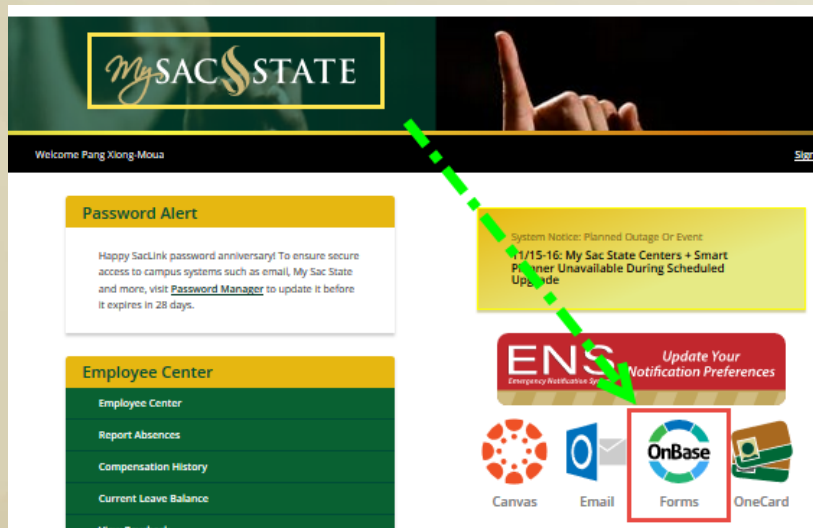 My SAC STATE
Welcome Pang Xiong-Moua
Sign
Password Alert
Happy SacLink password anniversary! To ensure secure
access to campus systems such as email, My Sac State
and more, visit Password Manager to update it before
it expires in 28 days.
System Notice: Planned Outage Or Event
11/15-16: My Sac State Centers + Smart
Planner Unavailable During Scheduled
Upgrade
ENS
Emergency Notification System
Update Your
Notification Preferences
Employee Center
Employee Center
Report Absences
Compensation History
Current Leave Balance
OnBase
Canvas
Email
Forms
OneCard